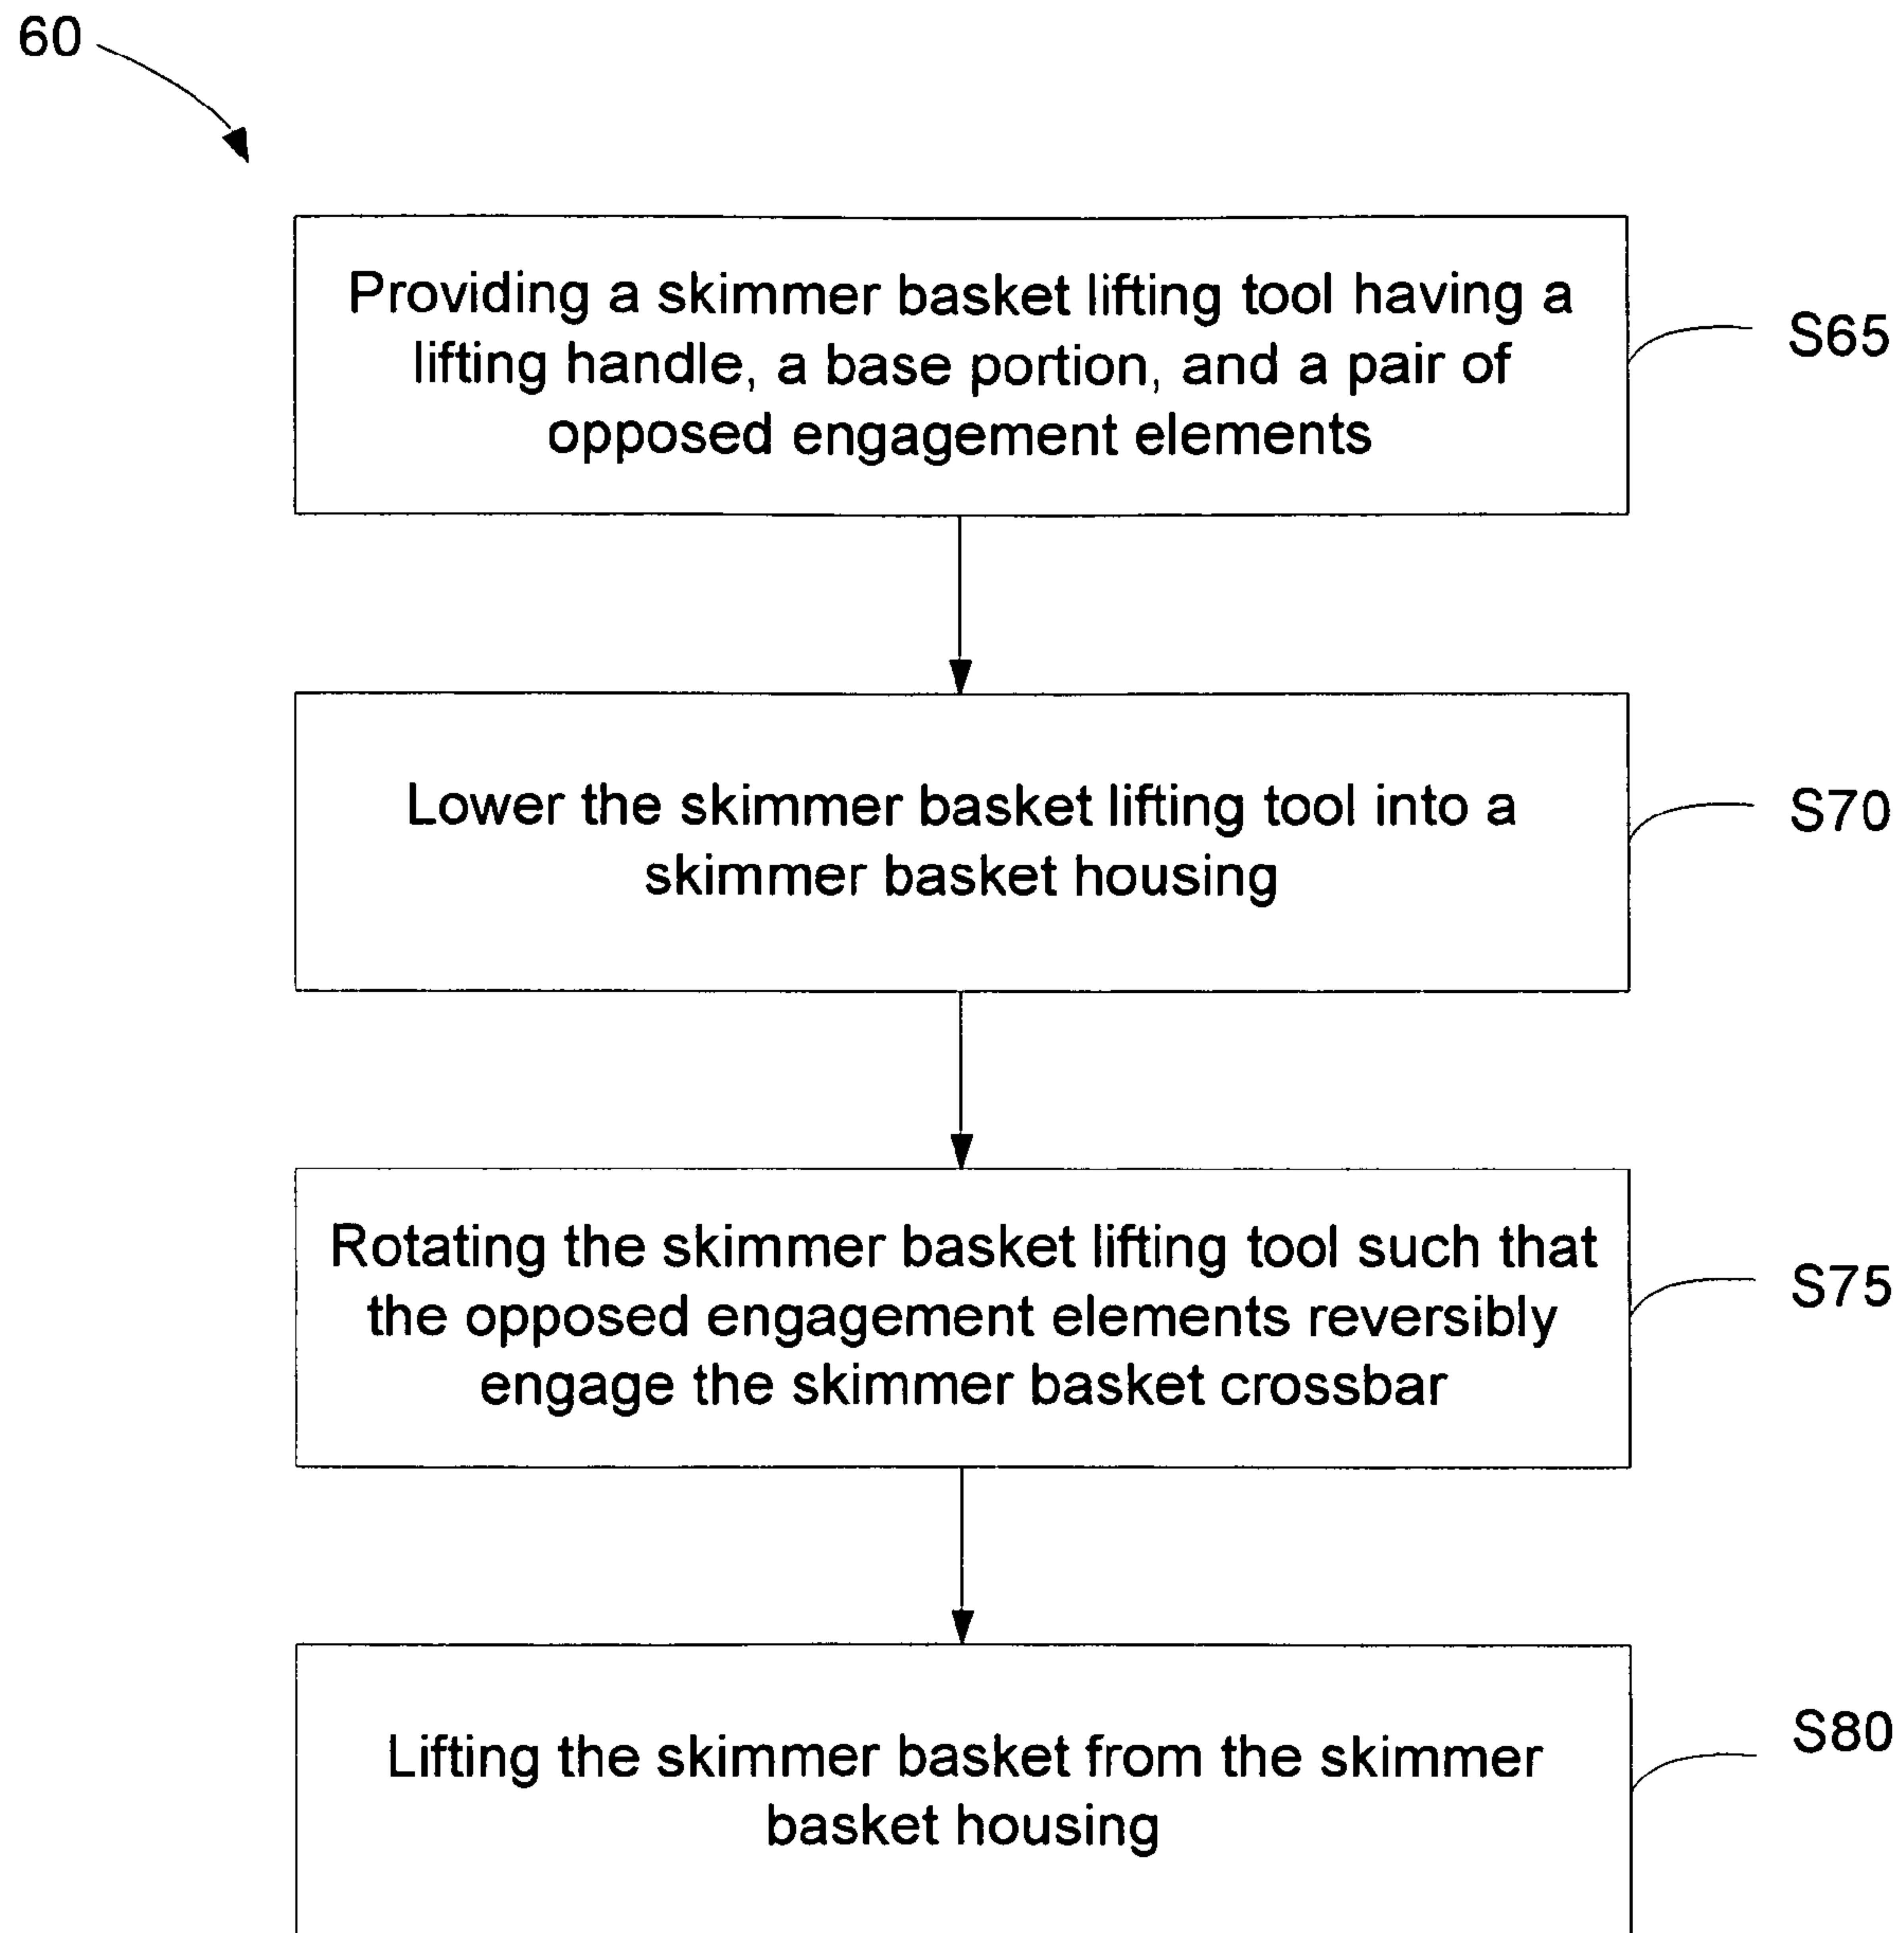 60
Providing a skimmer basket lifting tool having a
lifting handle, a base portion, and a pair of
opposed engagement elements
S65
Lower the skimmer basket lifting tool into a
skimmer basket housing
S70
Rotating the skimmer basket lifting tool such that
the opposed engagement elements reversibly
engage the skimmer basket crossbar
S75
Lifting the skimmer basket from the skimmer
basket housing
S80